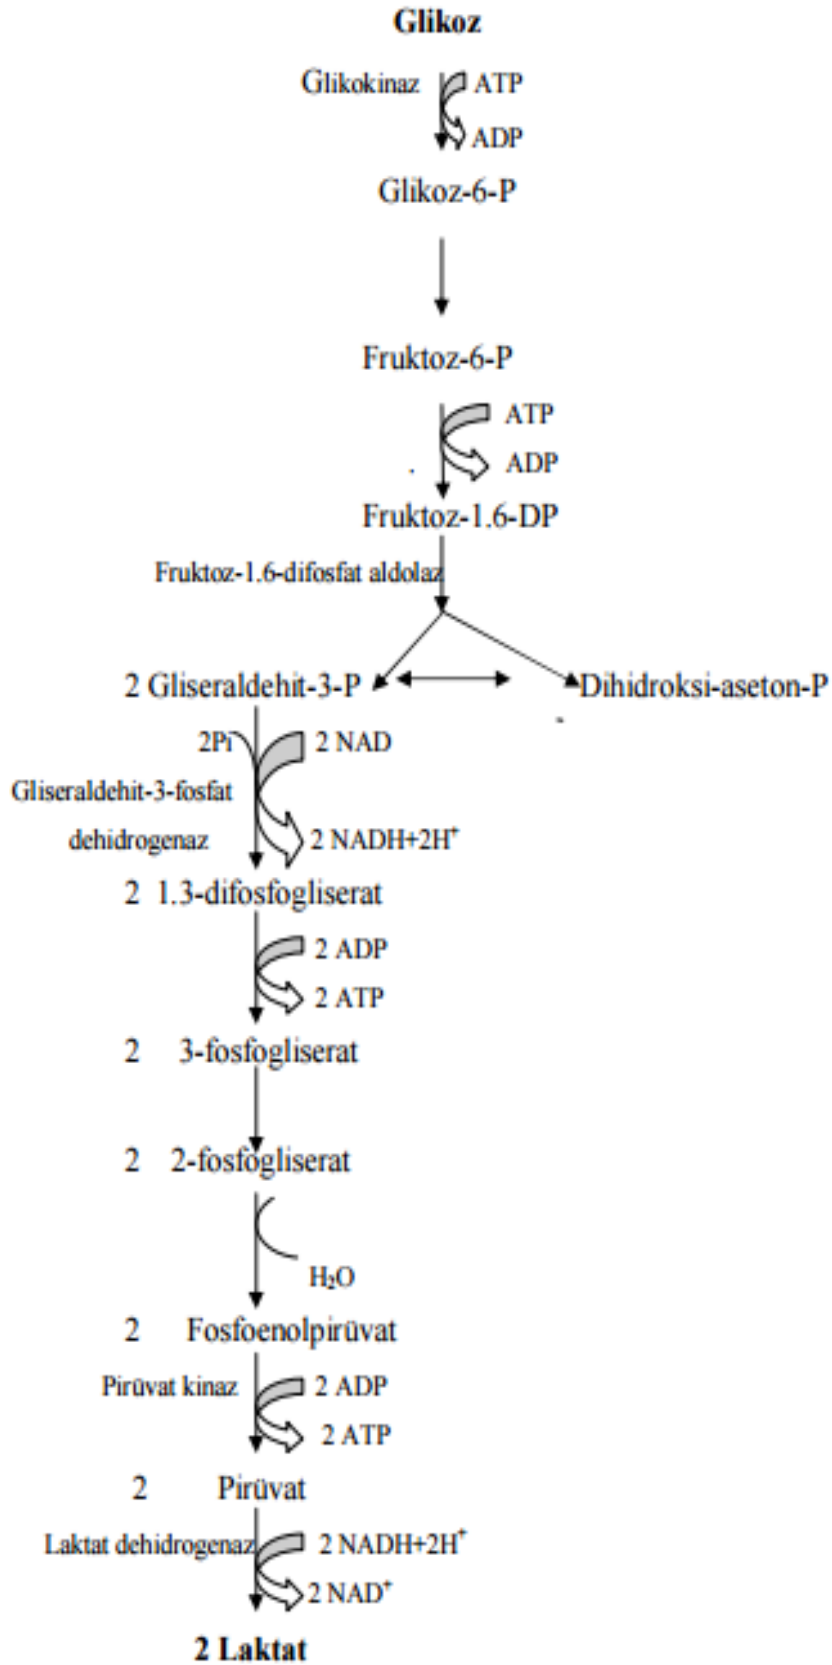 Glikoz
Glikokinaz ATP
ADP
Glikoz-6-P
Fruktoz-6-P
ATP
ADP
Fruktoz-1.6-DP
Fruktoz-1.6-difosfat aldolaz
2 Gliseraldehit-3-P Dihidroksi-aseton-P
2Pi 2 NAD
Gliseraldehit-3-fosfat
dehidrogenaz 2 NADH+2H⁺
2 1.3-difosfogliserat
2 ADP
2 ATP
2 3-fosfogliserat
2 2-fosfogliserat
H₂O
2 Fosfoenolpirüvat
Pirüvat kinaz 2 ADP
2 ATP
2 Pirüvat
Laktat dehidrogenaz 2 NADH+2H⁺
2 NAD⁺
2 Laktat